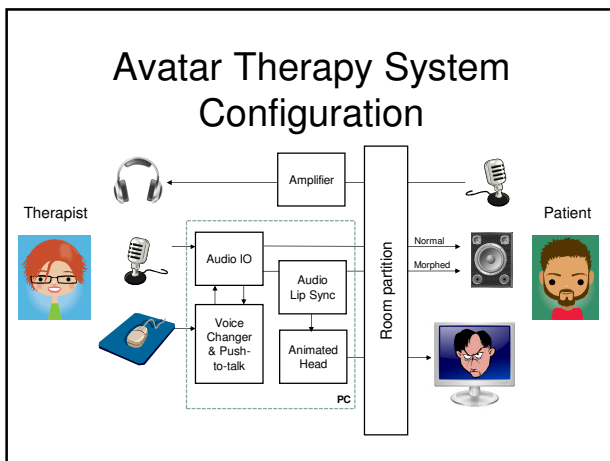 Avatar Therapy System
Configuration
Amplifier
Therapist
Patient
Audio IO
Normal
Morphed
Audio
Lip Sync
Room partition
Voice
Changer
& Push-
to-talk
Animated
Head
PC